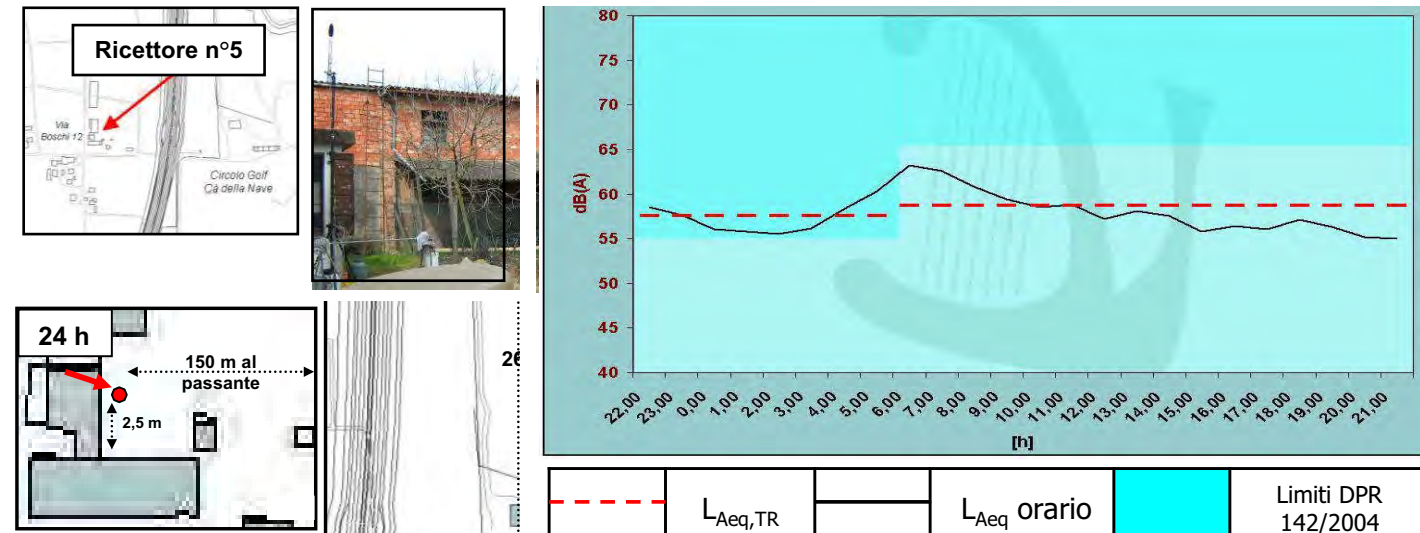 Ricettore n°5
Via
Boschi 12
Circolo Golf
Cà della Nave
24 h
150 m al
passante
2,5 m
26
80
75
70
65
60
55
50
45
40
dB(A)
22,00
23,00
0,00
1,00
2,00
3,00
4,00
5,00
6,00
7,00
8,00
9,00
10,00
11,00
12,00
13,00
14,00
15,00
16,00
17,00
18,00
19,00
20,00
21,00
[h]
LAeq,TR
LAeq orario
Limiti DPR
142/2004